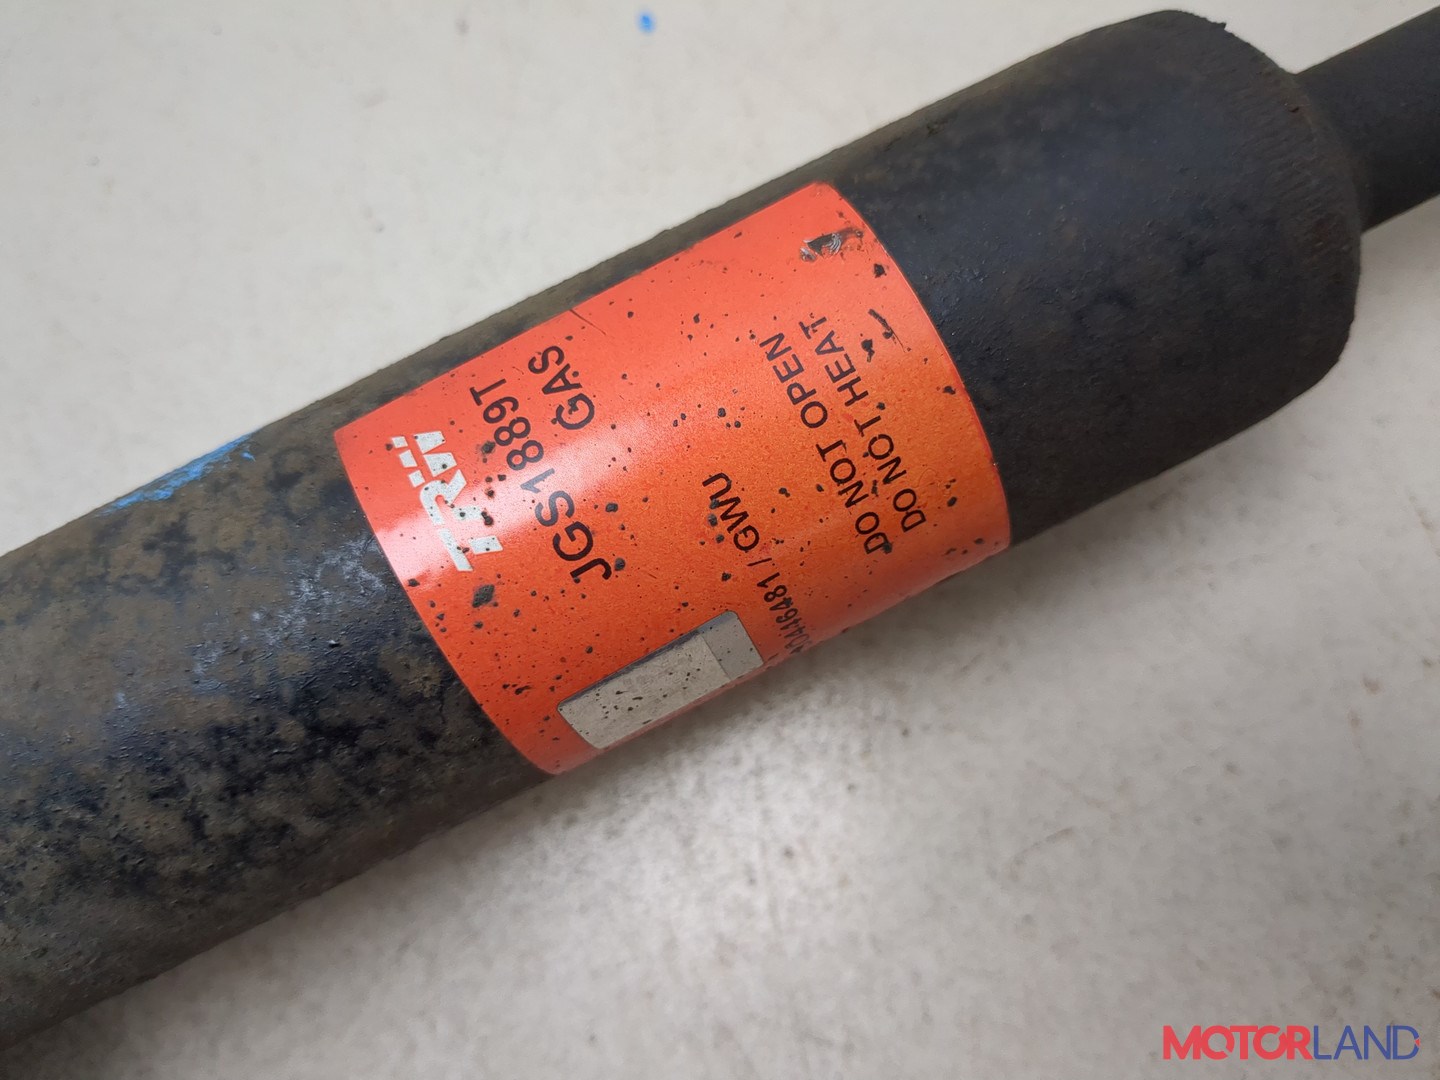 TRW
JGS1889T
GAS
/ GWU
DO NOT OPEN
DO NOT HEAT
MOTORLAND